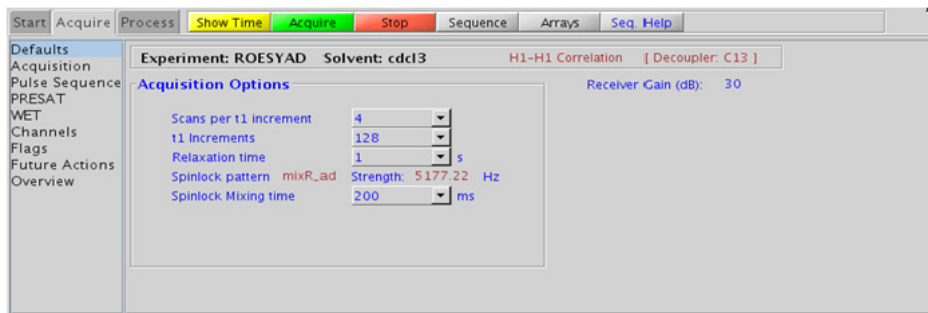 Start Acquire Process Show Time Acquire Stop Sequence Arrays Seq. Help
Defaults
Acquisition
Pulse Sequence
PRESAT
WET
Channels
Flags
Future Actions
Overview
Experiment: ROESYAD Solvent: cdcl3 H1-H1 Correlation [ Decoupler: C13 ]
Acquisition Options Receiver Gain (dB): 30
Scans per t1 increment 4
t1 Increments 128
Relaxation time 1 s
Spinlock pattern mixR_ad Strength: 5177.22 Hz
Spinlock Mixing time 200 ms